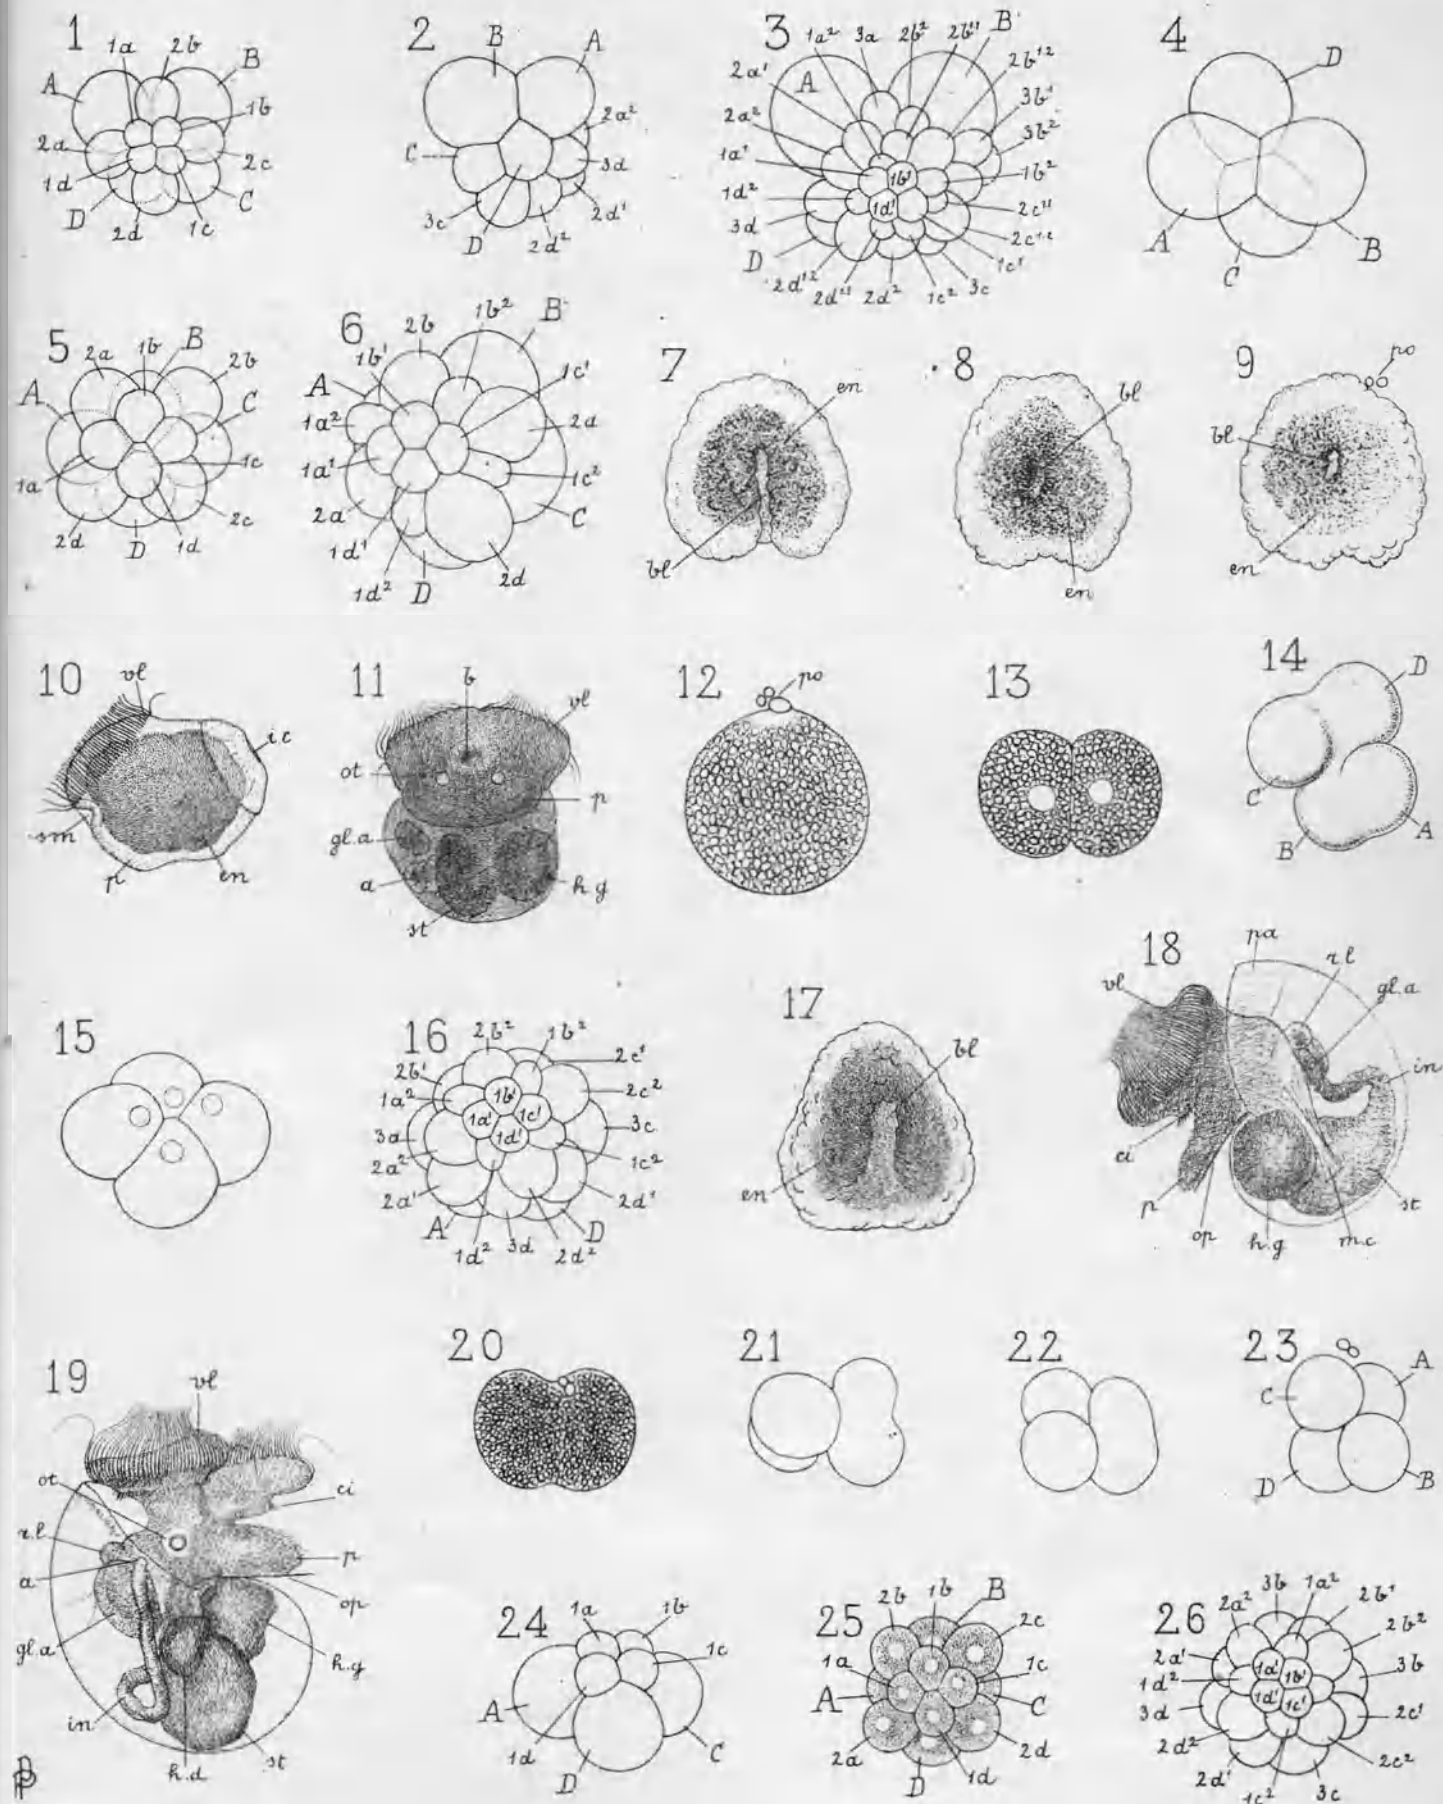 1 1a 2b B A 1b 2a 2c 1d C D 2d 1c
2 B A 2a² C 3d 3c 2d¹ D 2d²
3 1a² 3a 2b² 2b¹¹ B 2b¹² A 2a¹ 3b¹ 2a² 3b² 1a¹ 1b¹ 1b² 1d² 1d¹ 2c¹¹ 3d 2c¹² D 1c¹ 2d¹² 2d¹¹ 2d² 1c² 3c
4 D A C B
5 2a 1b B 2b A C 1a 1c 2d D 1d 2c
6 2b 1b² B 1b¹ 1c¹ A 1a² 2a 1a¹ 1c² 2a C 1d¹ 1d² D 2d
7 en bl
8 bl en
9 po bl en
10 vl i.c sm p en
11 b vl ot p gl.a a h.g st
12 po
13
14 D C A B
15
16 2b² 1b² 2c¹ 2b¹ 2c² 1a² 1b¹ 1a¹ 1c¹ 3a 1d¹ 3c 2a² 1c² 2a¹ 2d¹ A 1d² 3d 2d² D
17 bl en
18 pa r.l vl gl.a in ci p op h.g m.c st
19 vl ot ci r.l p a op gl.a h.g in h.d st
20
21
22
23 A C D B
24 1a 1b 1c A 1d D C
25 2b 1b B 2c 1a 1c A C 2a D 1d 2d
26 3b 1a² 2b¹ 2a² 2b² 2a¹ 1a¹ 1b¹ 3b 1d² 1d¹ 1c¹ 3d 2c¹ 2d² 2c² 2d¹ 1c² 3c